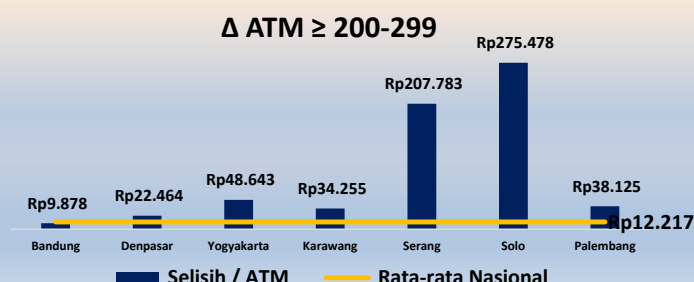 Δ ATM ≥ 200-299
Rp275.478
Rp207.783
Rp48.643
Rp38.125
Rp34.255
Rp22.464
Rp9.878
Rp12.217
Bandung Denpasar Yogyakarta Karawang Serang Solo Palembang
Selisih / ATM Rata-rata Nasional